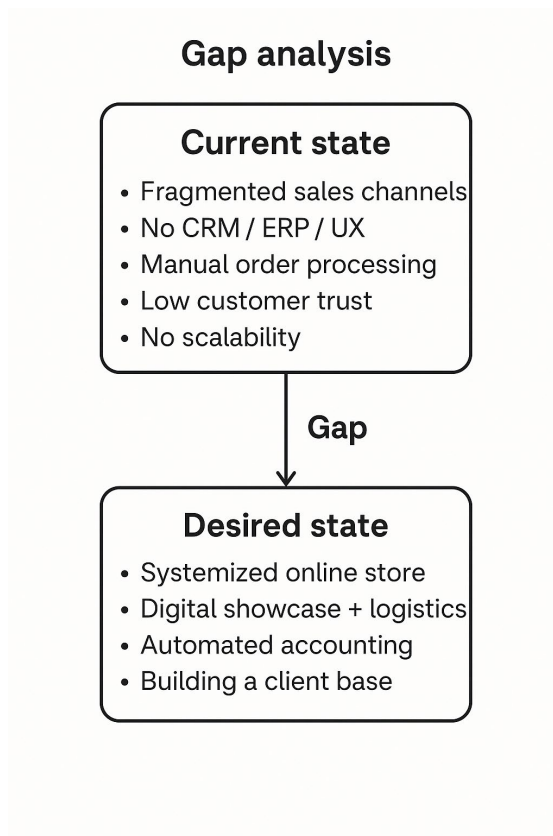 Gap analysis
Current state
• Fragmented sales channels
• No CRM / ERP / UX
• Manual order processing
• Low customer trust
• No scalability
Gap
Desired state
• Systemized online store
• Digital showcase + logistics
• Automated accounting
• Building a client base